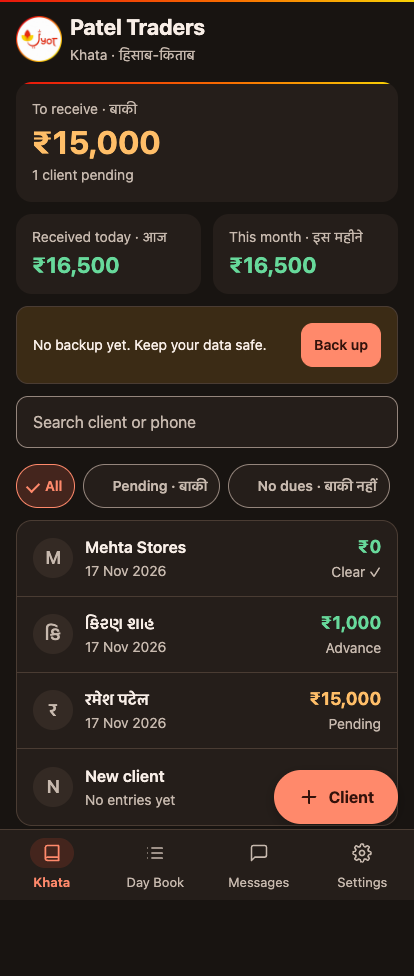 Jyot
Patel Traders
Khata · हिसाब-किताब
To receive · बाकी
₹15,000
1 client pending
Received today · आज
₹16,500
This month · इस महीने
₹16,500
No backup yet. Keep your data safe.
Back up
Search client or phone
All
Pending · बाकी
No dues · बाकी नहीं
M
Mehta Stores
17 Nov 2026
₹0
Clear ✓
કિ
કિરણ શાહ
17 Nov 2026
₹1,000
Advance
र
रमेश पटेल
17 Nov 2026
₹15,000
Pending
N
New client
No entries yet
+ Client
Khata
Day Book
Messages
Settings